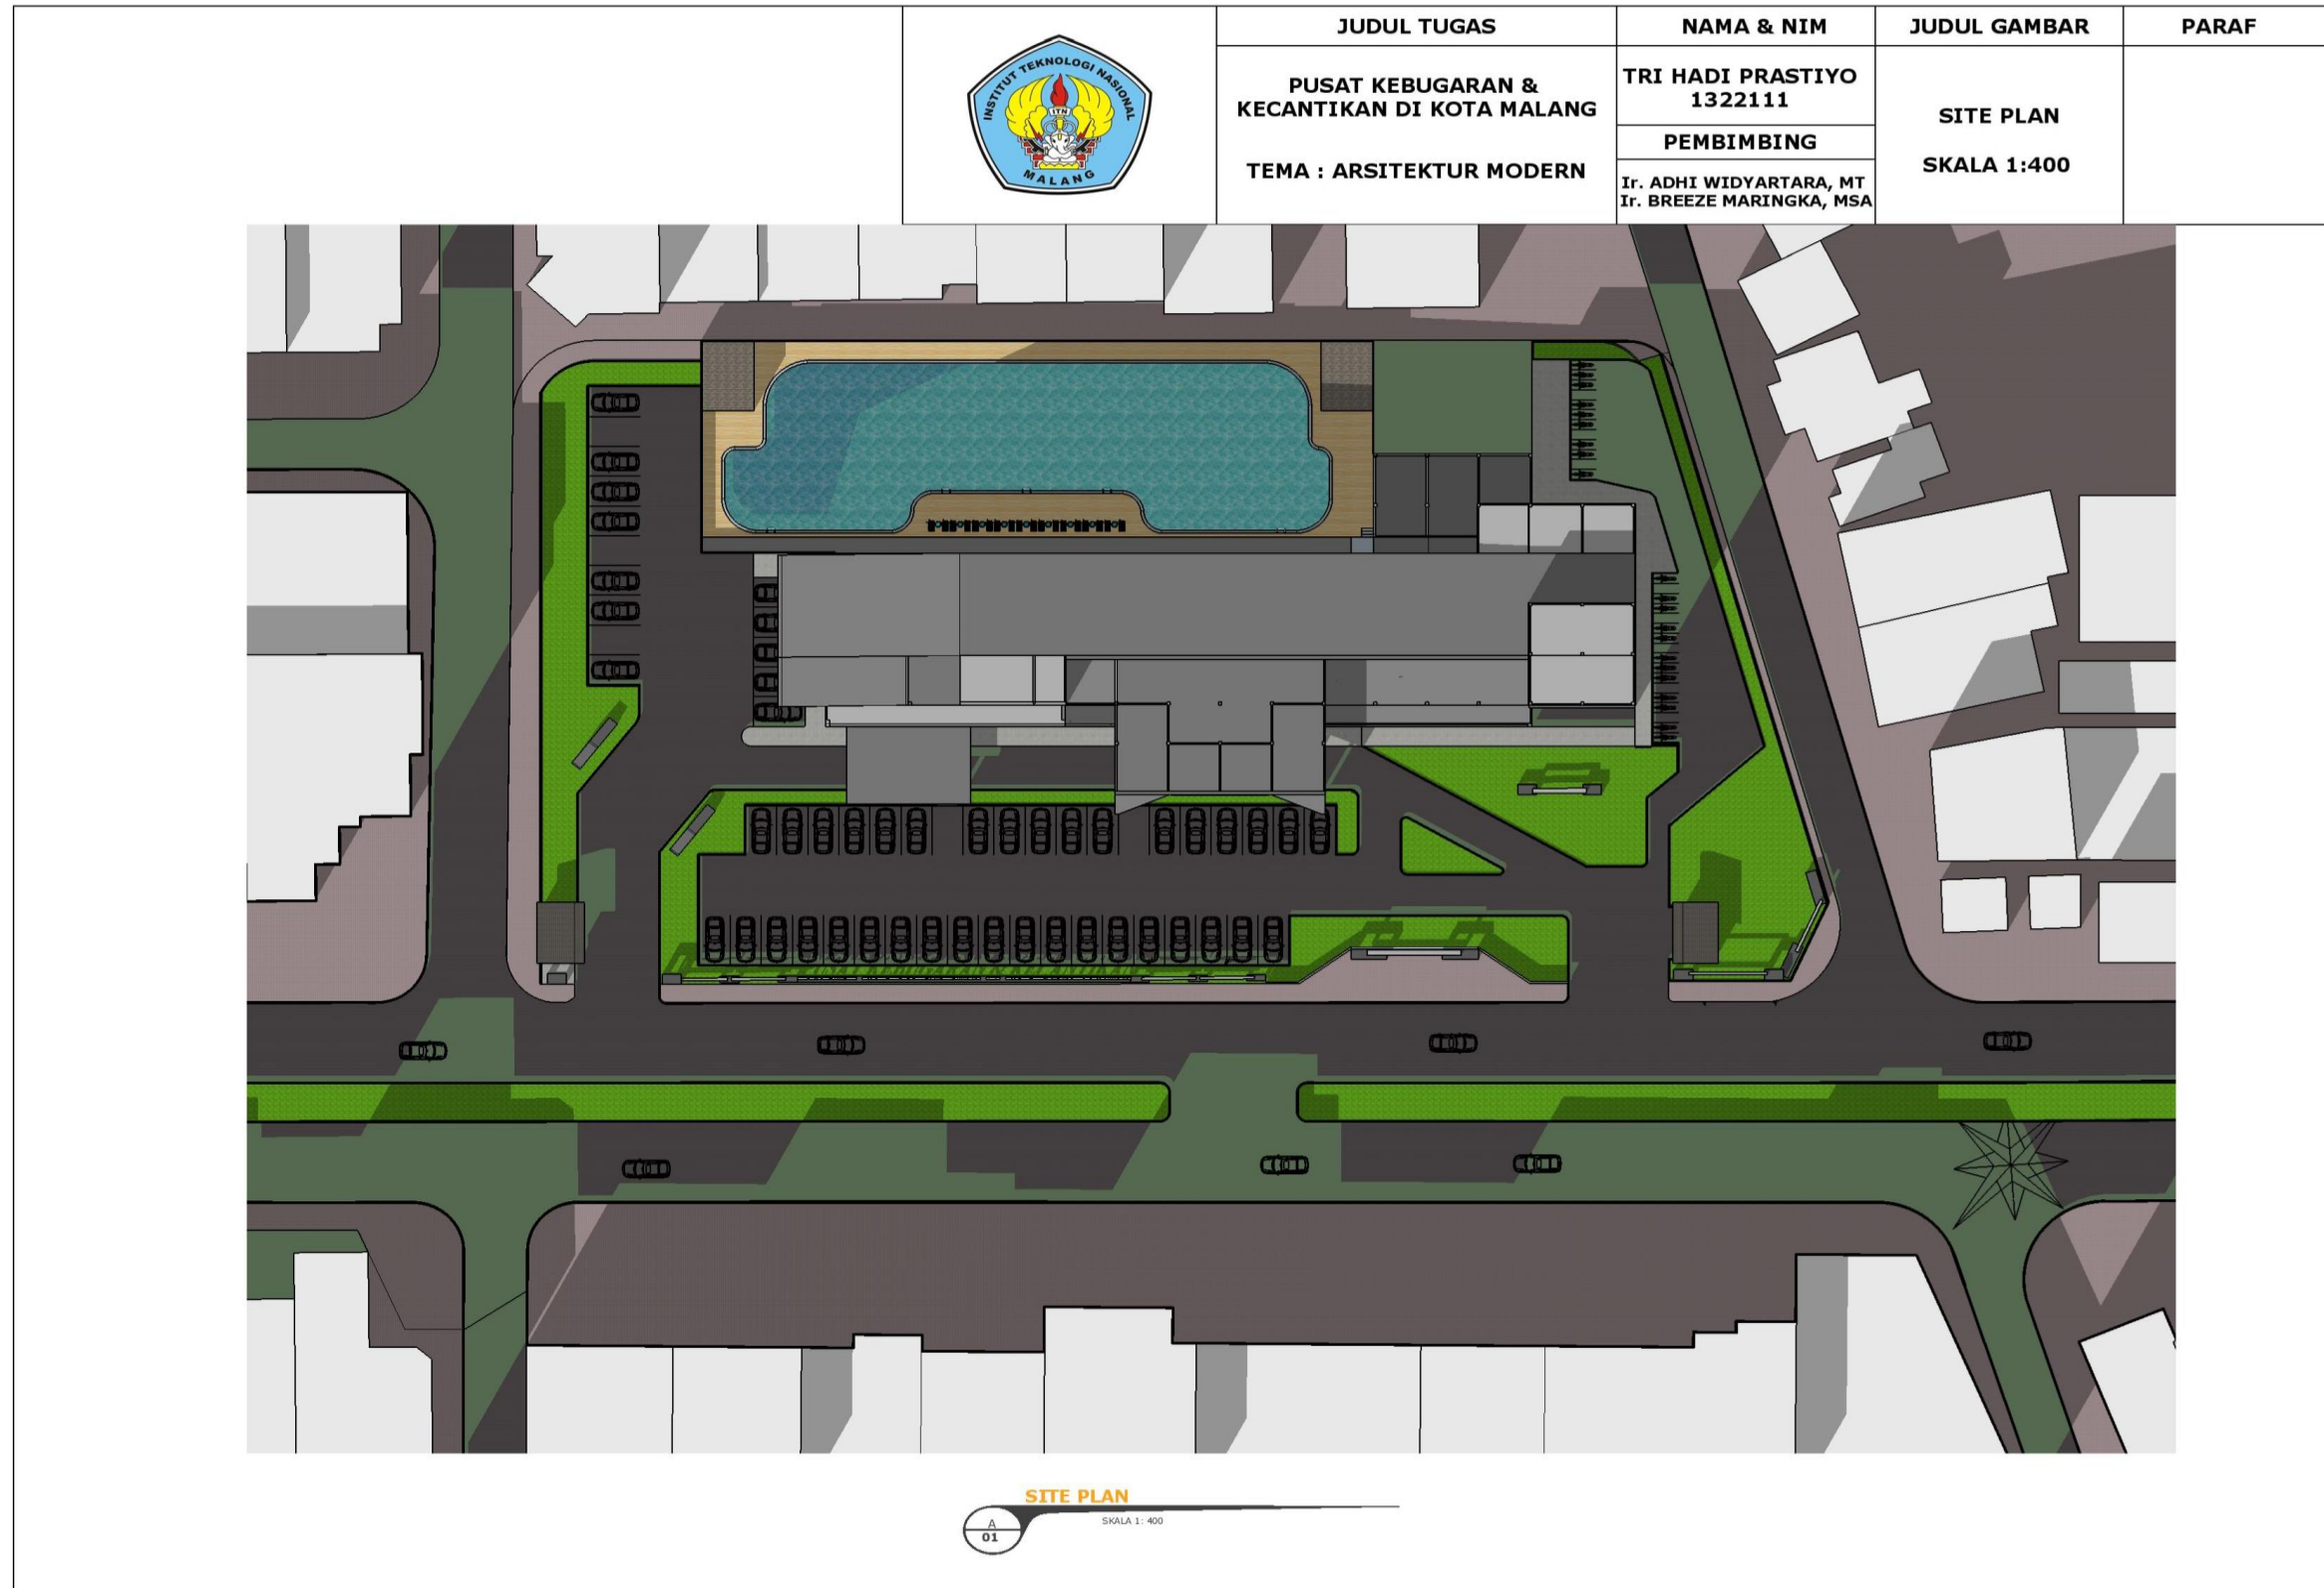 INSTITUT TEKNOLOGI NASIONAL
ITN
MALANG
JUDUL TUGAS
PUSAT KEBUGARAN &
KECANTIKAN DI KOTA MALANG
TEMA : ARSITEKTUR MODERN
NAMA & NIM
TRI HADI PRASTIYO
1322111
PEMBIMBING
Ir. ADHI WIDYARTARA, MT
Ir. BREEZE MARINGKA, MSA
JUDUL GAMBAR
SITE PLAN
SKALA 1:400
PARAF
SITE PLAN
SKALA 1: 400
A
01